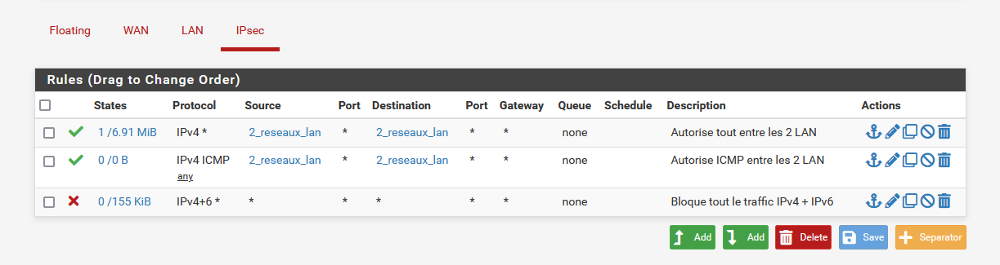 Floating WAN LAN IPsec
Rules (Drag to Change Order)
States Protocol Source Port Destination Port Gateway Queue Schedule Description Actions
1 /6.91 MiB IPv4 * 2_reseaux_lan * 2_reseaux_lan * * none Autorise tout entre les 2 LAN
0 /0 B IPv4 ICMP 2_reseaux_lan * 2_reseaux_lan * * none Autorise ICMP entre les 2 LAN
any
0 /155 KiB IPv4+6 * * * * * * none Bloque tout le traffic IPv4 + IPv6
Add Add Delete Save Separator